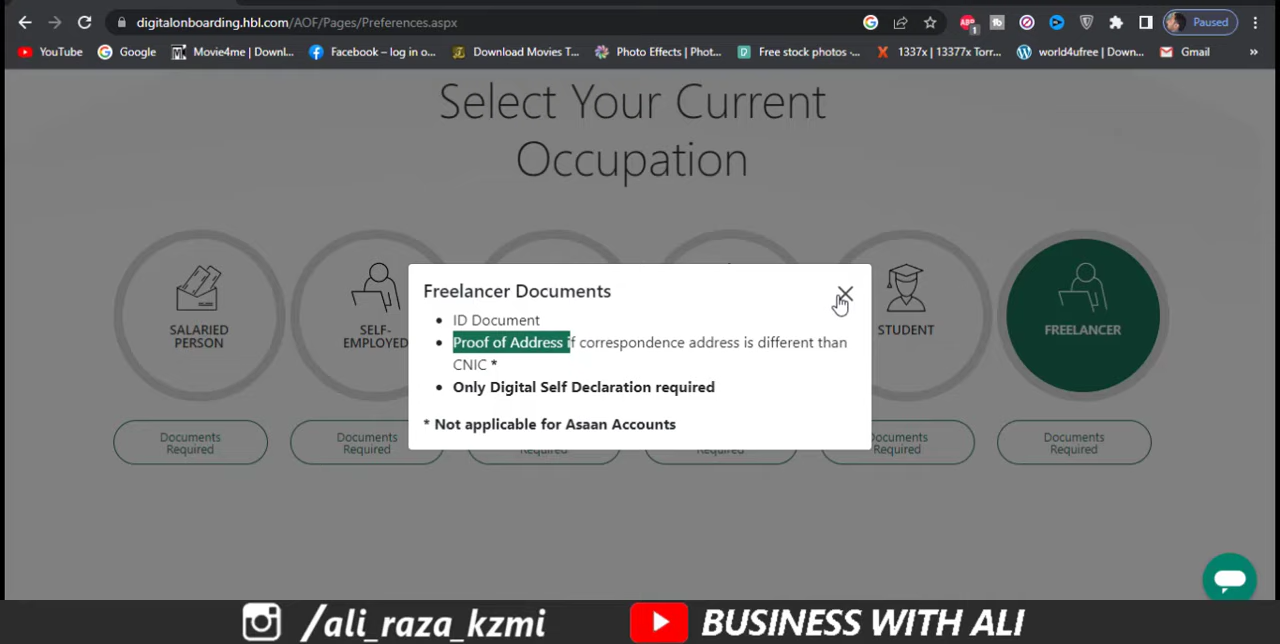 digitalonboarding.hbl.com/AOF/Pages/Preferences.aspx
1
Paused
YouTube
Google
Movie4me | Downl...
Facebook – log in o...
Download Movies T...
Photo Effects | Phot...
Free stock photos -...
1337x | 13377x Torr...
world4ufree | Down...
Gmail
»
Select Your Current
Occupation
SALARIED
PERSON
SELF-
EMPLOYED
STUDENT
FREELANCER
Freelancer Documents
• ID Document
• Proof of Address if correspondence address is different than
CNIC *
• Only Digital Self Declaration required
* Not applicable for Asaan Accounts
Documents
Required
Documents
Required
Required
Required
Documents
Required
Documents
Required
/ali_raza_kzmi
BUSINESS WITH ALI